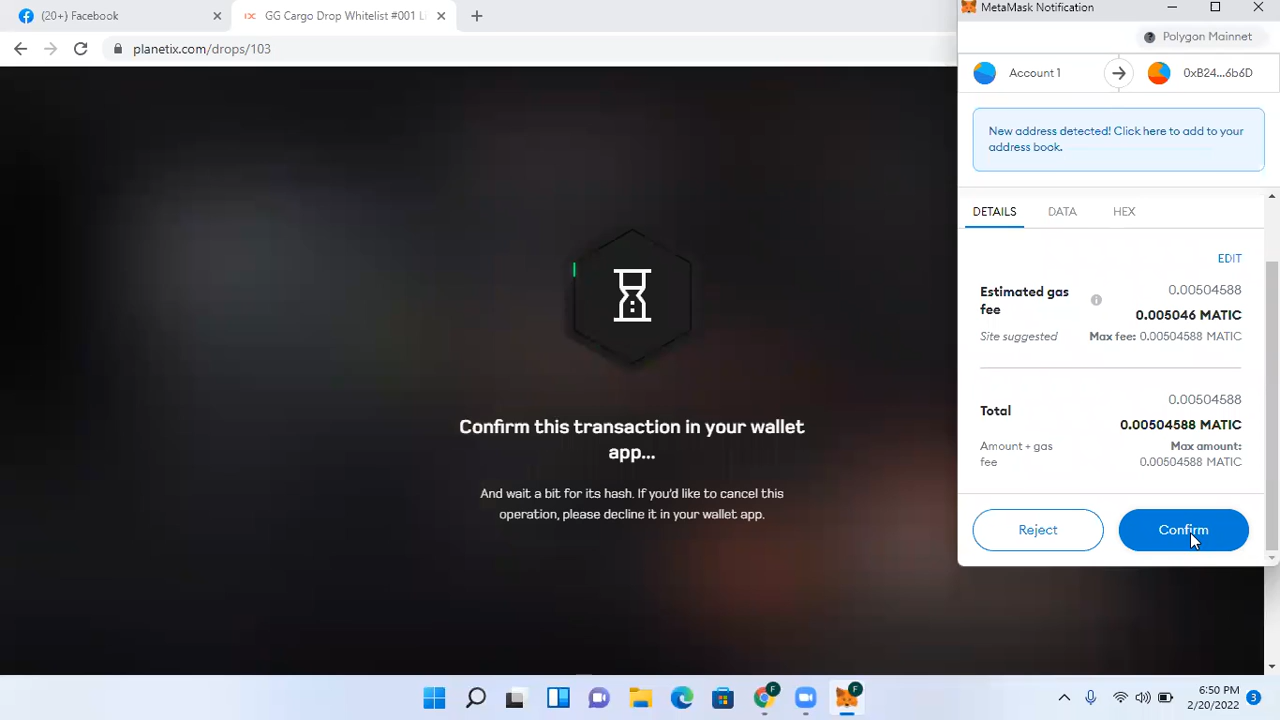 (20+) Facebook
GG Cargo Drop Whitelist #001 Li
planetix.com/drops/103
MetaMask Notification
Polygon Mainnet
Account 1
0xB24...6b6D
New address detected! Click here to add to your
address book.
DETAILS
DATA
HEX
EDIT
Estimated gas
fee
0.00504588
0.005046 MATIC
Site suggested
Max fee: 0.00504588 MATIC
Total
0.00504588
0.00504588 MATIC
Amount + gas
fee
Max amount:
0.00504588 MATIC
Reject
Confirm
Confirm this transaction in your wallet
app...
And wait a bit for its hash. If you'd like to cancel this
operation, please decline it in your wallet app.
F
F
6:50 PM
2/20/2022
3